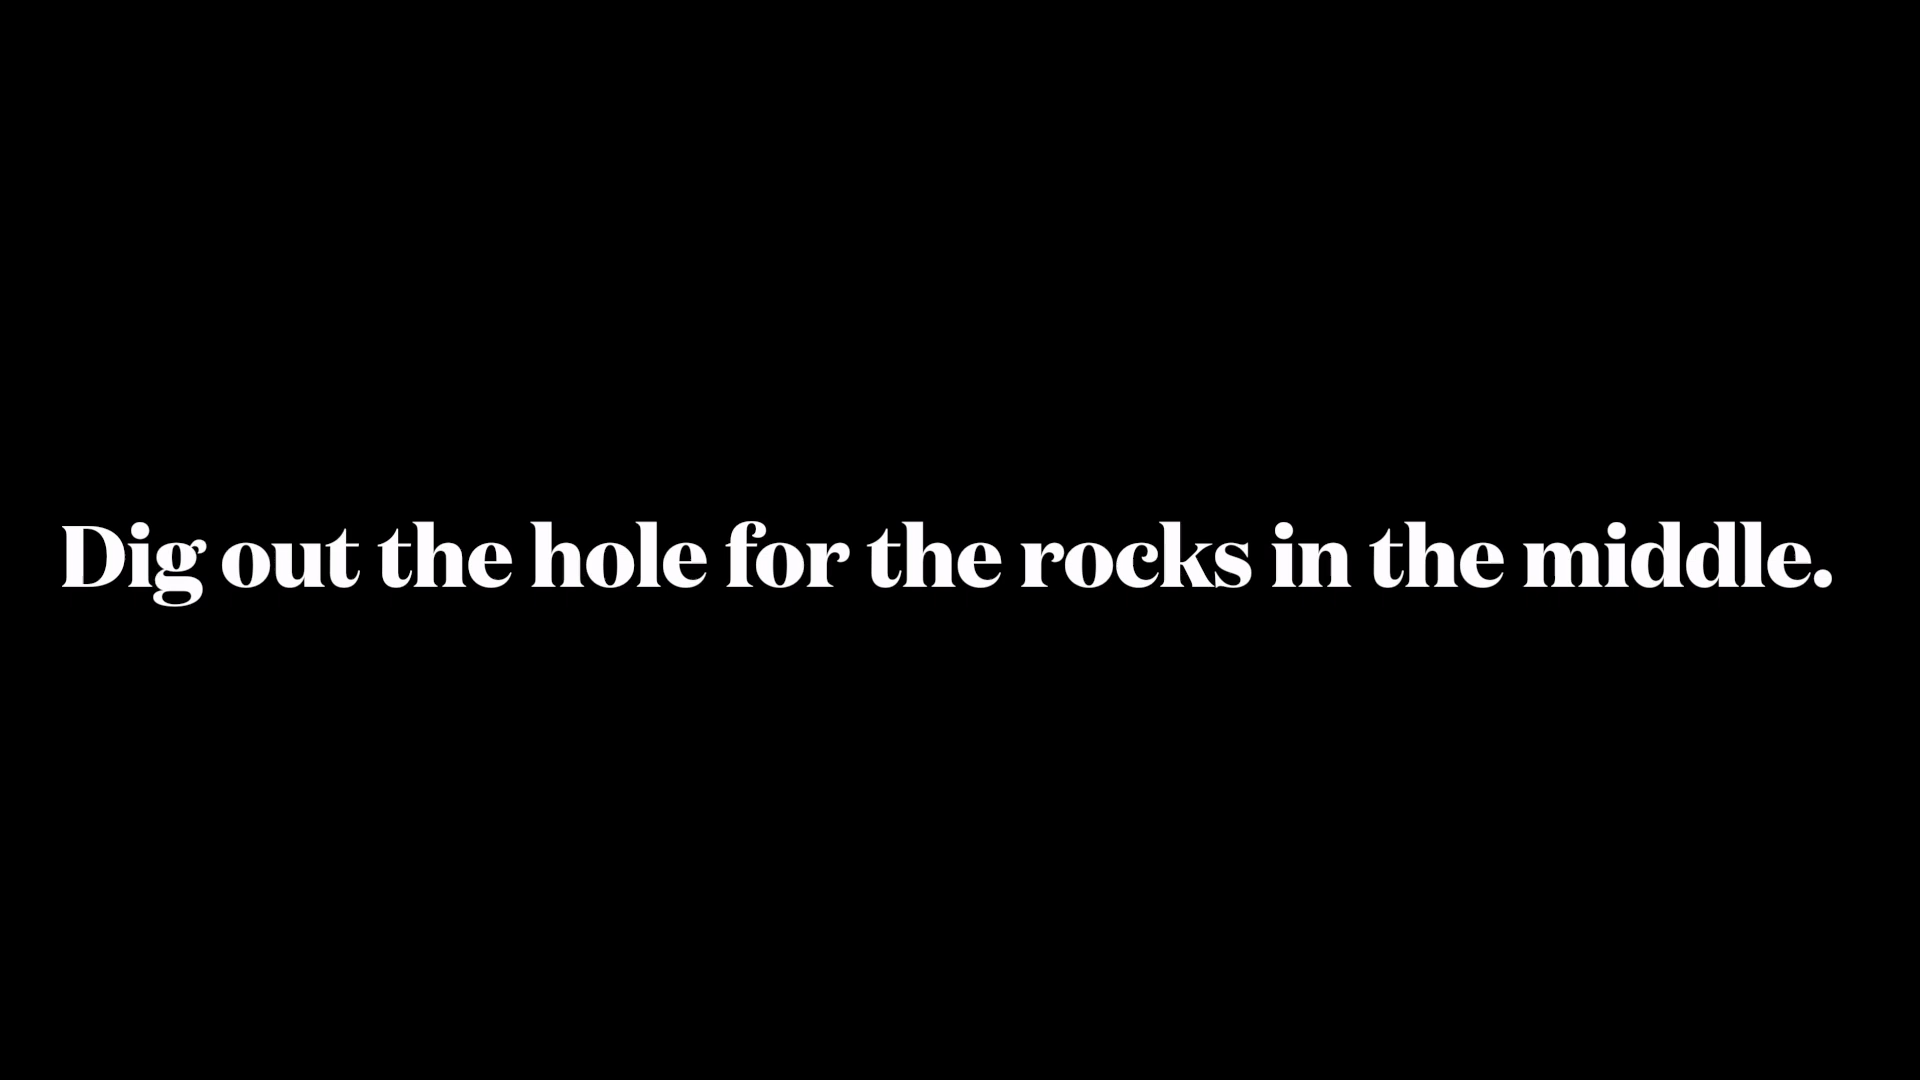 Dig out the hole for the rocks in the middle.